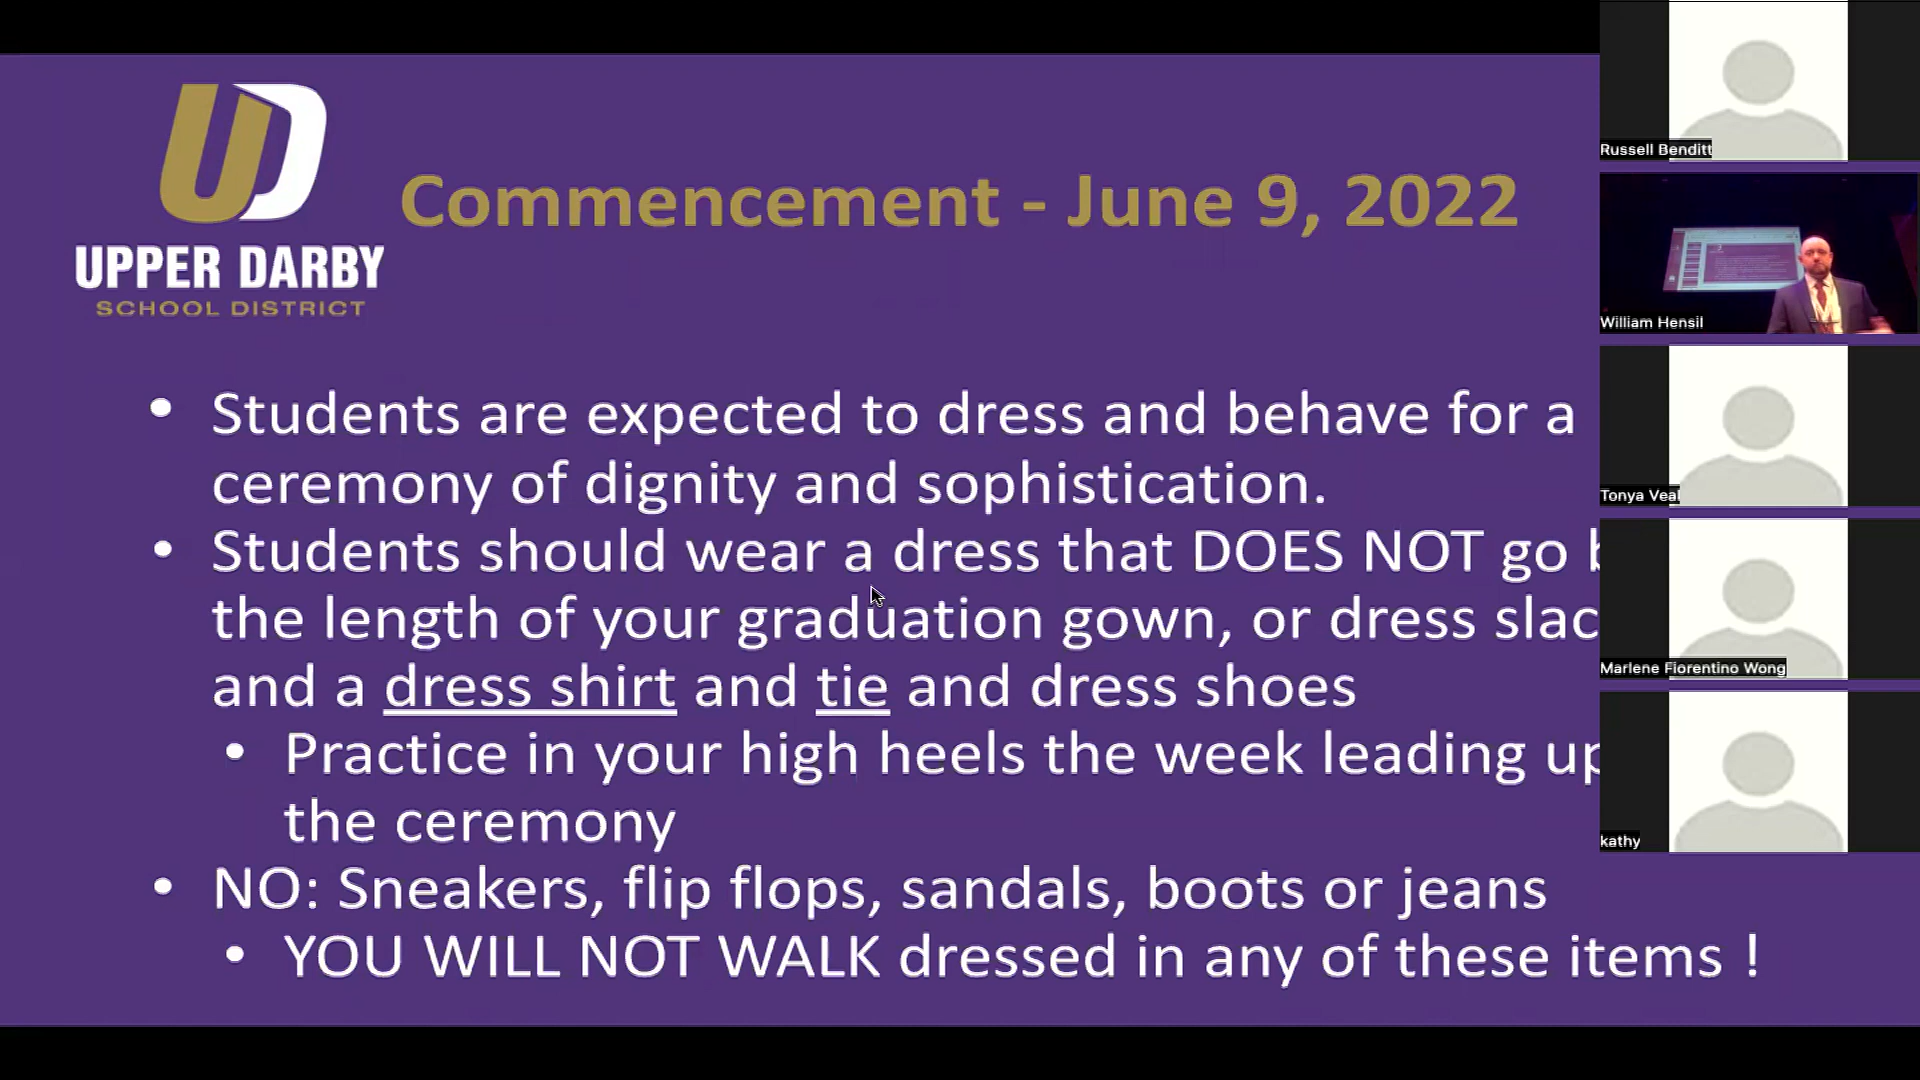 UPPER DARBY
SCHOOL DISTRICT
Commencement - June 9, 2022
• Students are expected to dress and behave for a
ceremony of dignity and sophistication.
• Students should wear a dress that DOES NOT go
the length of your graduation gown, or dress
and a dress shirt and tie and dress shoes
• Practice in your high heels the week leading up
the ceremony
• NO: Sneakers, flip flops, sandals, boots or jeans
• YOU WILL NOT WALK dressed in any of these items !
Russell Benditt
William Hensil
Tonya Veal
Marlene Fiorentino Wong
kathy